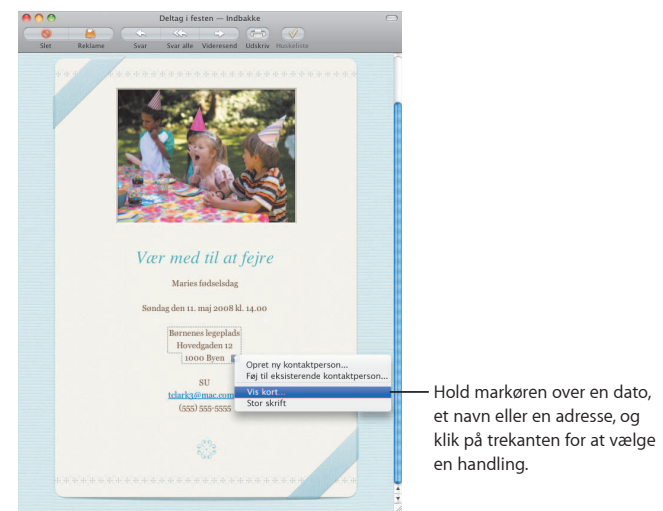 Deltag i festen — Indbakke
Slet Reklame Svar Svar alle Videresend Udskriv Huskeliste
Vær med til at fejre
Maries fødselsdag
Søndag den 11. maj 2008 kl. 14.00
Børnenes legeplads
Hovedgaden 12
1000 Byen
Opret ny kontaktperson...
Føj til eksisterende kontaktperson...
Vis kort...
Stor skrift
SU
tclark3@mac.com
(555) 555-5555
Hold markøren over en dato,
et navn eller en adresse, og
klik på trekanten for at vælge
en handling.